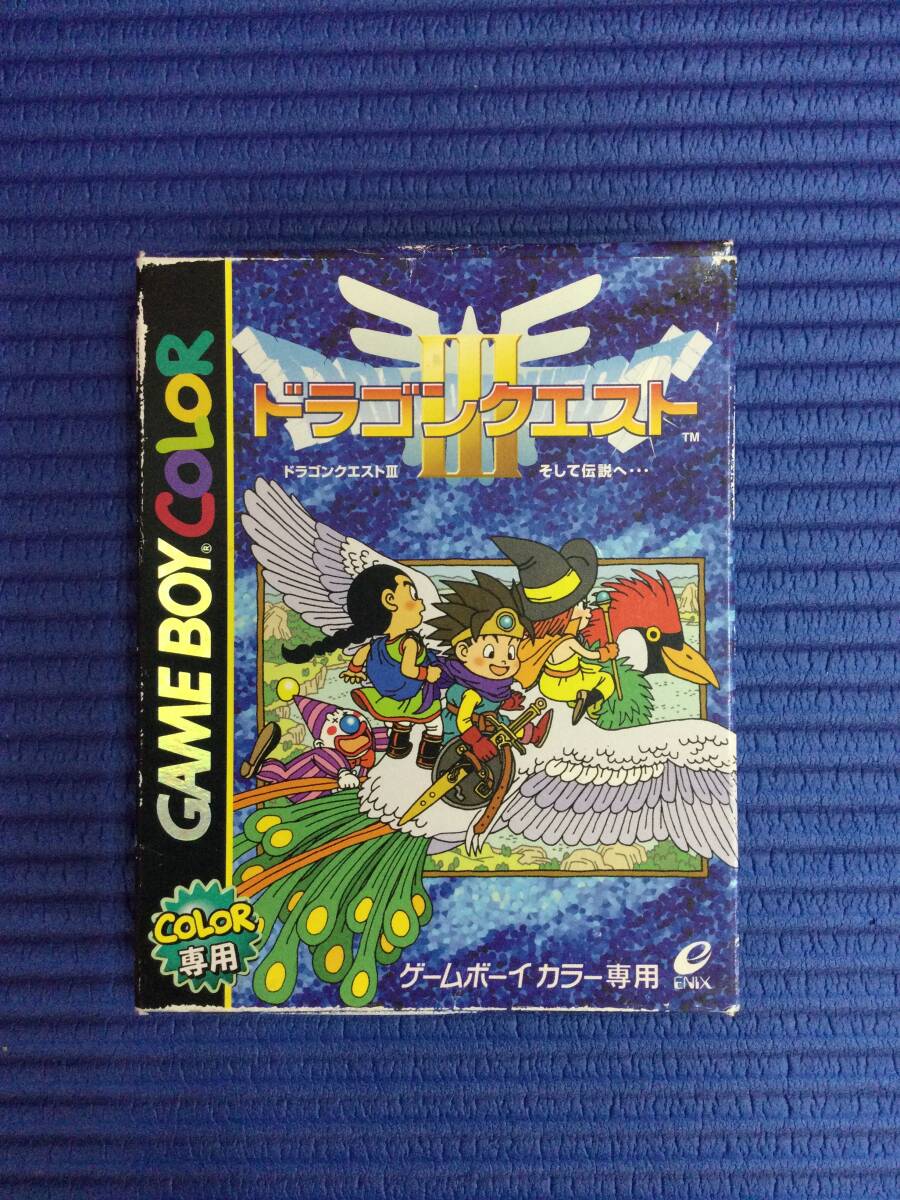 GAME BOY® COLOR
III
ドラゴンクエスト™
ドラゴンクエストIII そして伝説へ・・・
COLOR
専用
ゲームボーイ カラー専用
ENIX